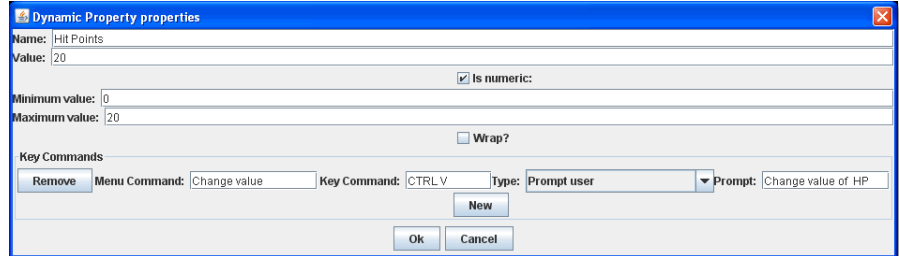 Dynamic Property properties
Name: Hit Points
Value: 20
Is numeric:
Minimum value: 0
Maximum value: 20
Wrap?
Key Commands
Remove Menu Command: Change value Key Command: CTRL V Type: Prompt user Prompt: Change value of HP
New
Ok Cancel